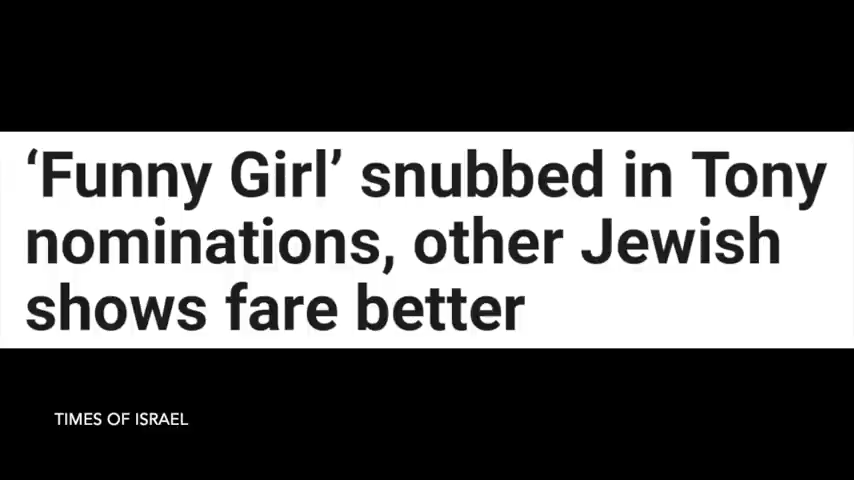 ‘Funny Girl’ snubbed in Tony
nominations, other Jewish
shows fare better
TIMES OF ISRAEL